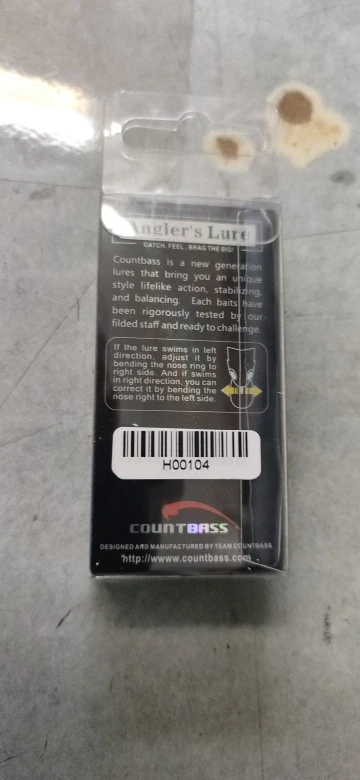 Angler's Lure
CATCH, FEEL, BRAG THE BIG!
Countbass is a new generation
lures that bring you an unique
style lifelike action, stabilizing,
and balancing. Each baits have
been rigorously tested by our
filded staff and ready to challenge.
If the lure swims in left
direction, adjust it by
bending the nose ring to
right side. And if swims
in right direction, you can
correct it by bending the
nose right to the left side.
H00104
COUNTBASS
DESIGNED AND MANUFACTURED BY TEAM COUNTBASS
http://www.countbass.com